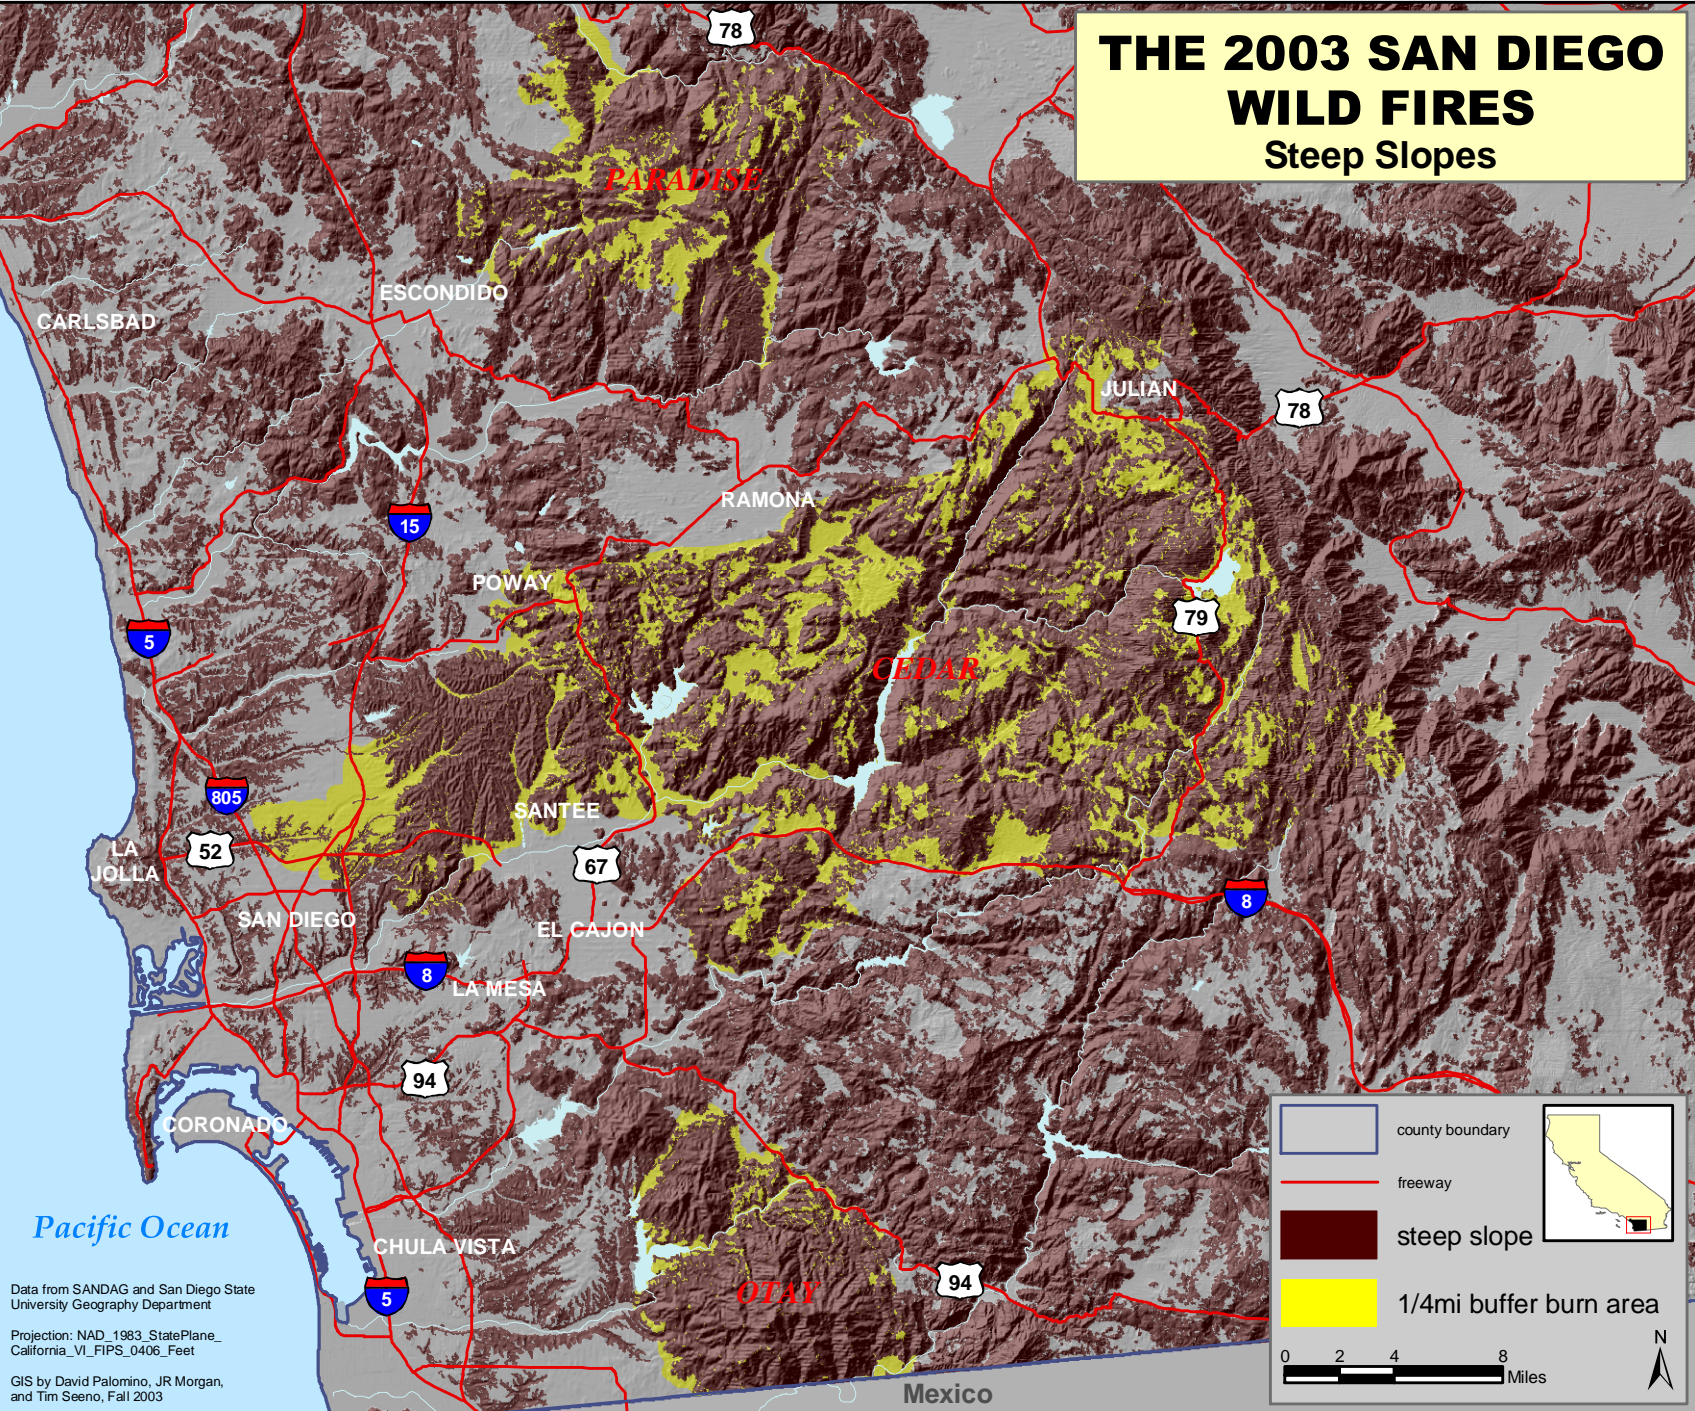 THE 2003 SAN DIEGO
WILD FIRES
Steep Slopes
78
PARADISE
ESCONDIDO
CARLSBAD
JULIAN
78
RAMONA
15
POWAY
79
5
CEDAR
805
SANTEE
52
LA
JOLLA
67
8
SAN DIEGO
EL CAJON
8
LA MESA
94
CORONADO
county boundary
freeway
steep slope
1/4mi buffer burn area
Pacific Ocean
CHULA VISTA
5
OTAY
94
Data from SANDAG and San Diego State
University Geography Department
Projection: NAD_1983_StatePlane_
California_VI_FIPS_0406_Feet
GIS by David Palomino, JR Morgan,
and Tim Seeno, Fall 2003
Mexico
N
0 2 4 8
Miles